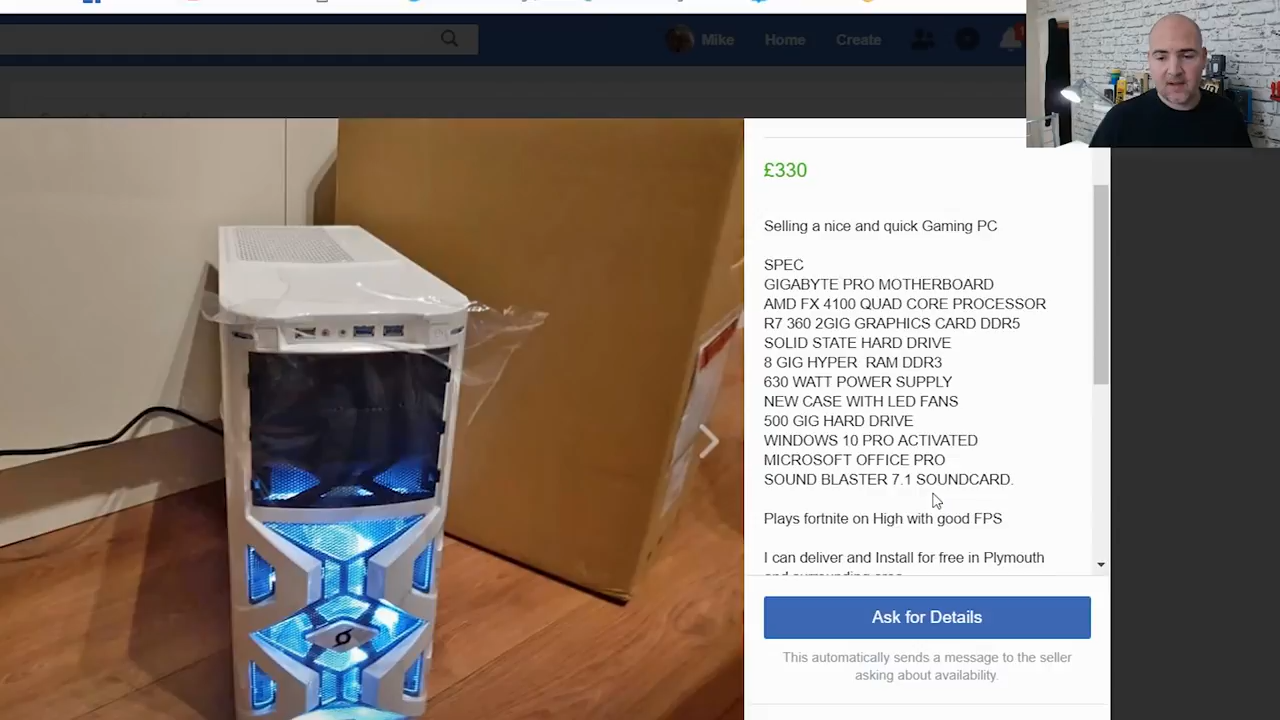 Mike Home Create
£330
Selling a nice and quick Gaming PC
SPEC
GIGABYTE PRO MOTHERBOARD
AMD FX 4100 QUAD CORE PROCESSOR
R7 360 2GIG GRAPHICS CARD DDR5
SOLID STATE HARD DRIVE
8 GIG HYPER  RAM DDR3
630 WATT POWER SUPPLY
NEW CASE WITH LED FANS
500 GIG HARD DRIVE
WINDOWS 10 PRO ACTIVATED
MICROSOFT OFFICE PRO
SOUND BLASTER 7.1 SOUNDCARD.
Plays fortnite on High with good FPS
I can deliver and Install for free in Plymouth
and surrounding area
Ask for Details
This automatically sends a message to the seller
asking about availability.